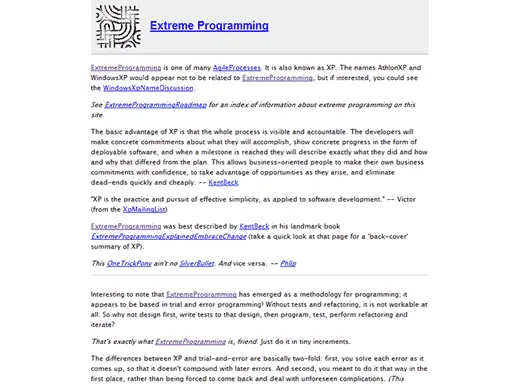 Extreme Programming
ExtremeProgramming is one of many AgileProcesses. It is also known as XP. The names AthlonXP and
WindowsXP would appear not to be related to ExtremeProgramming, but if interested, you could see
the WindowsXpNameDiscussion.
See ExtremeProgrammingRoadmap for an index of information about extreme programming on this
site.
The basic advantage of XP is that the whole process is visible and accountable. The developers will
make concrete commitments about what they will accomplish, show concrete progress in the form of
deployable software, and when a milestone is reached they will describe exactly what they did and how
and why that differed from the plan. This allows business-oriented people to make their own business
commitments with confidence, to take advantage of opportunities as they arise, and eliminate
dead-ends quickly and cheaply. -- KentBeck
"XP is the practice and pursuit of effective simplicity, as applied to software development." -- Victor
(from the XpMailingList)
ExtremeProgramming was best described by KentBeck in his landmark book
ExtremeProgrammingExplainedEmbraceChange (take a quick look at that page for a 'back-cover'
summary of XP).
This OneTrickPony ain't no SilverBullet. And vice versa. -- PhlIp
Interesting to note that ExtremeProgramming has emerged as a methodology for programming; it
appears to be based in trial and error programming! Without tests and refactoring, it is not workable at
all. So why not design first, write tests to that design, then program, test, perform refactoring and
iterate?
That's exactly what ExtremeProgramming is, friend. Just do it in tiny increments.
The differences between XP and trial-and-error are basically two-fold: first, you solve each error as it
comes up, so that it doesn't compound with later errors. And second, you meant to do it that way in the
first place, rather than being forced to come back and deal with unforeseen complications. (This